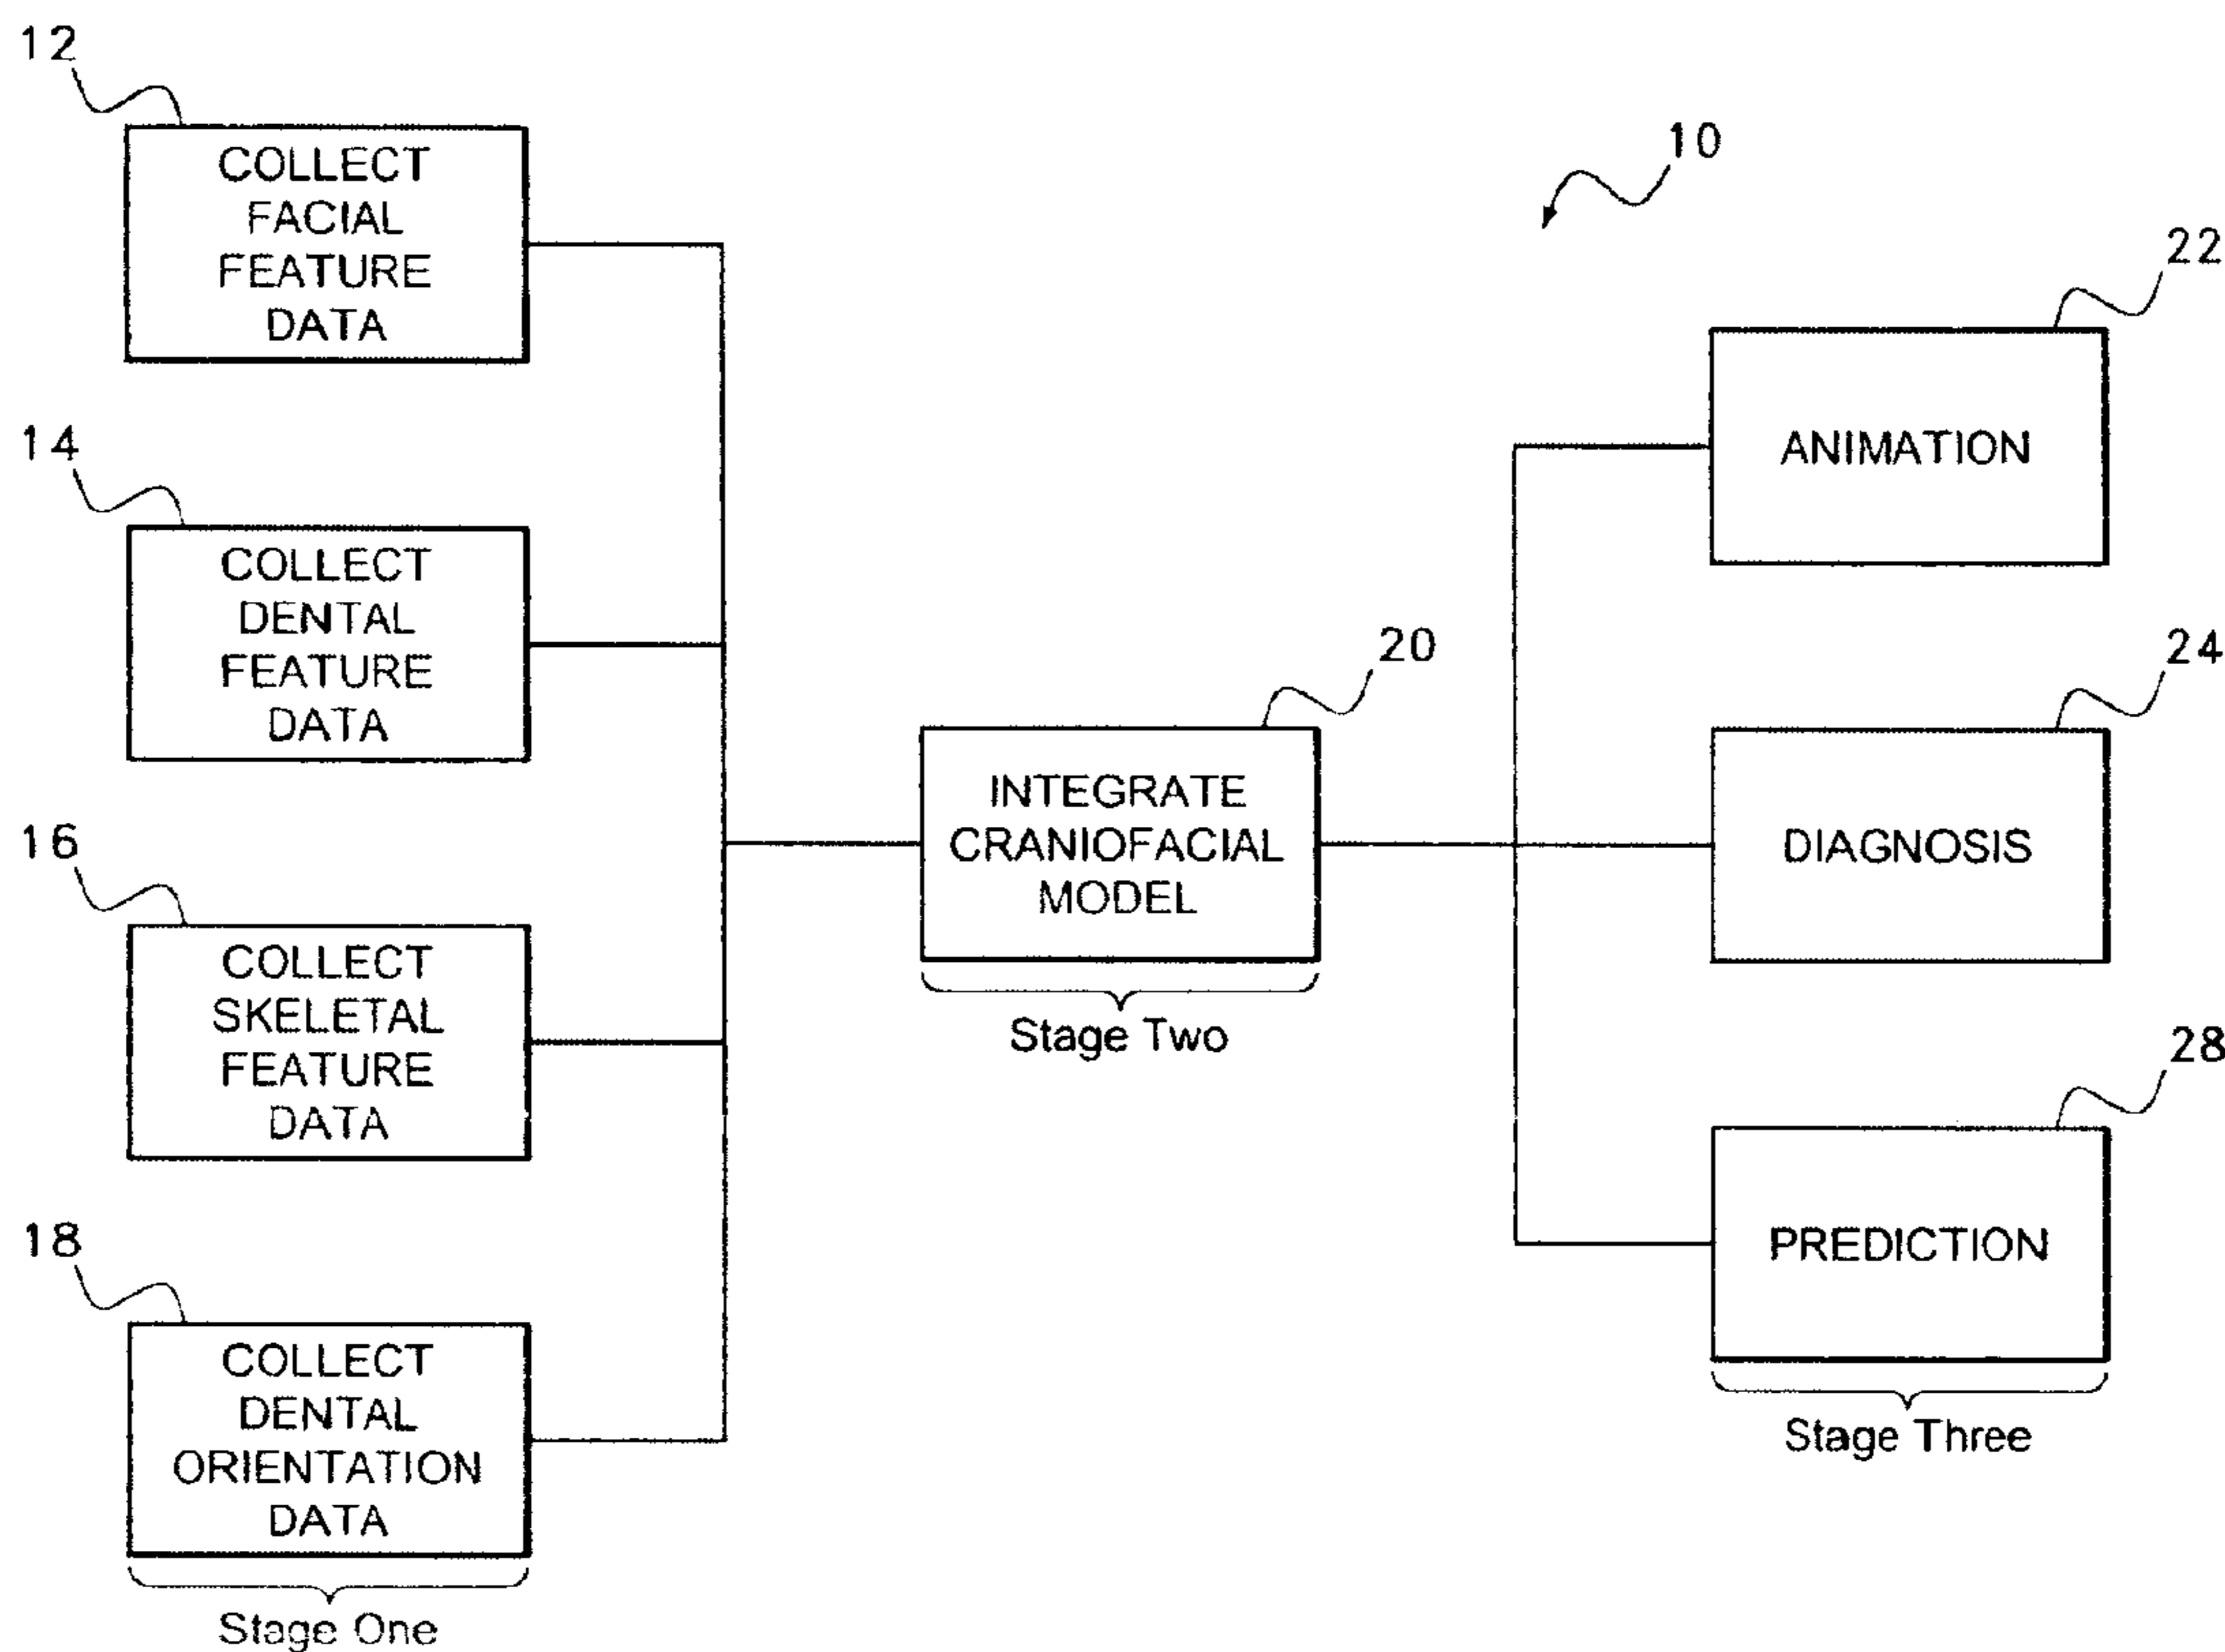 12
COLLECT
FACIAL
FEATURE
DATA
14
COLLECT
DENTAL
FEATURE
DATA
16
COLLECT
SKELETAL
FEATURE
DATA
18
COLLECT
DENTAL
ORIENTATION
DATA
Stage One
20
INTEGRATE
CRANIOFACIAL
MODEL
Stage Two
10
22
ANIMATION
24
DIAGNOSIS
28
PREDICTION
Stage Three